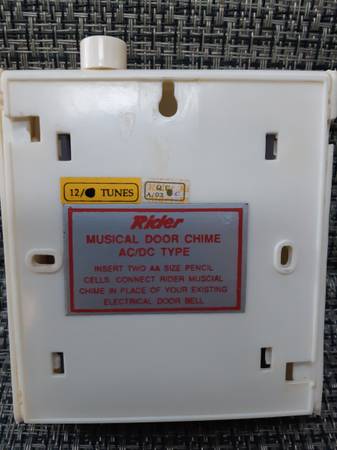 12/ TUNES
Rider
MUSICAL DOOR CHIME
AC/DC TYPE
INSERT TWO AA SIZE PENCIL
CELLS. CONNECT RIDER MUSCIAL
CHIME IN PLACE OF YOUR EXISTING
ELECTRICAL DOOR BELL